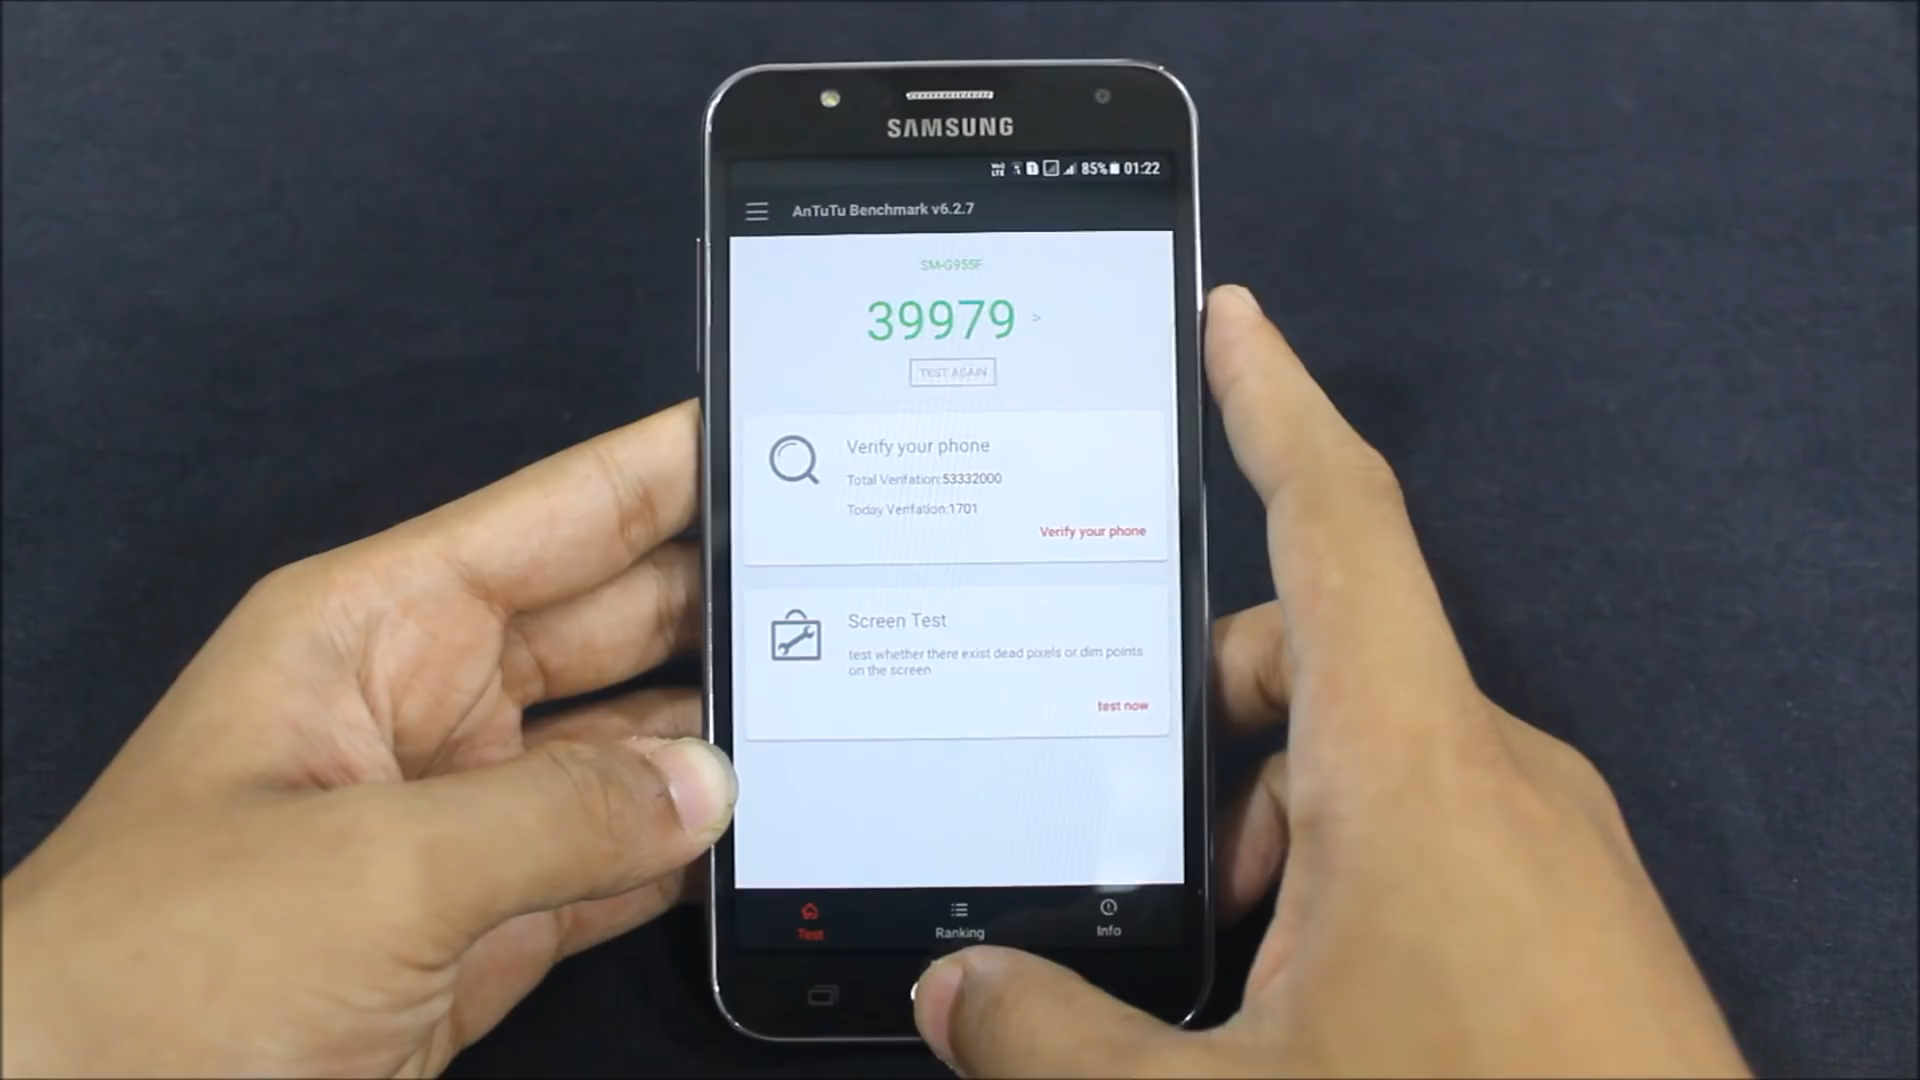 SAMSUNG
VoLTE 1 85% 01:22
AnTuTu Benchmark v6.2.7
SM-G955F
39979 >
TEST AGAIN
Verify your phone
Total Verifation:53332000
Today Verifation:1701
Verify your phone
Screen Test
test whether there exist dead pixels or dim points
on the screen
test now
Test Ranking Info